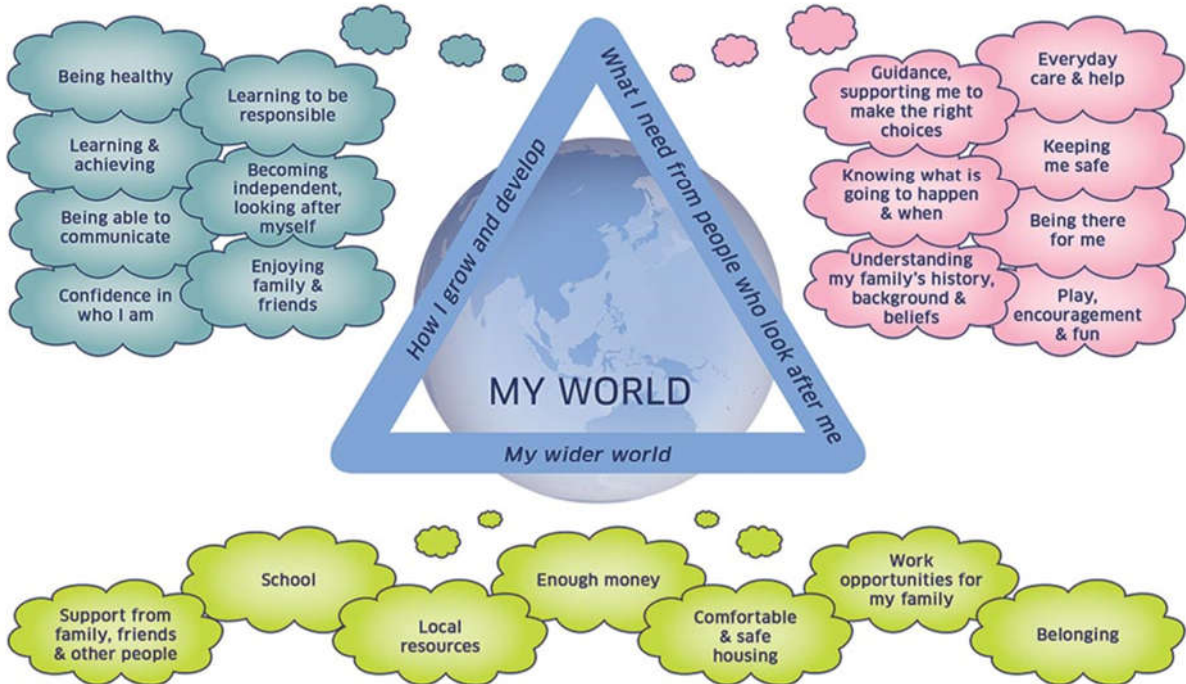 Being healthy
Learning to be
responsible
Learning &
achieving
Becoming
independent,
looking after
myself
Being able to
communicate
Enjoying
family &
friends
Confidence in
who I am
How I grow and develop
What I need from people who look after me
MY WORLD
My wider world
Guidance,
supporting me to
make the right
choices
Everyday
care & help
Keeping
me safe
Knowing what is
going to happen
& when
Being there
for me
Understanding
my family's history,
background &
beliefs
Play,
encouragement
& fun
Support from
family, friends
& other people
School
Local
resources
Enough money
Comfortable
& safe
housing
Work
opportunities for
my family
Belonging